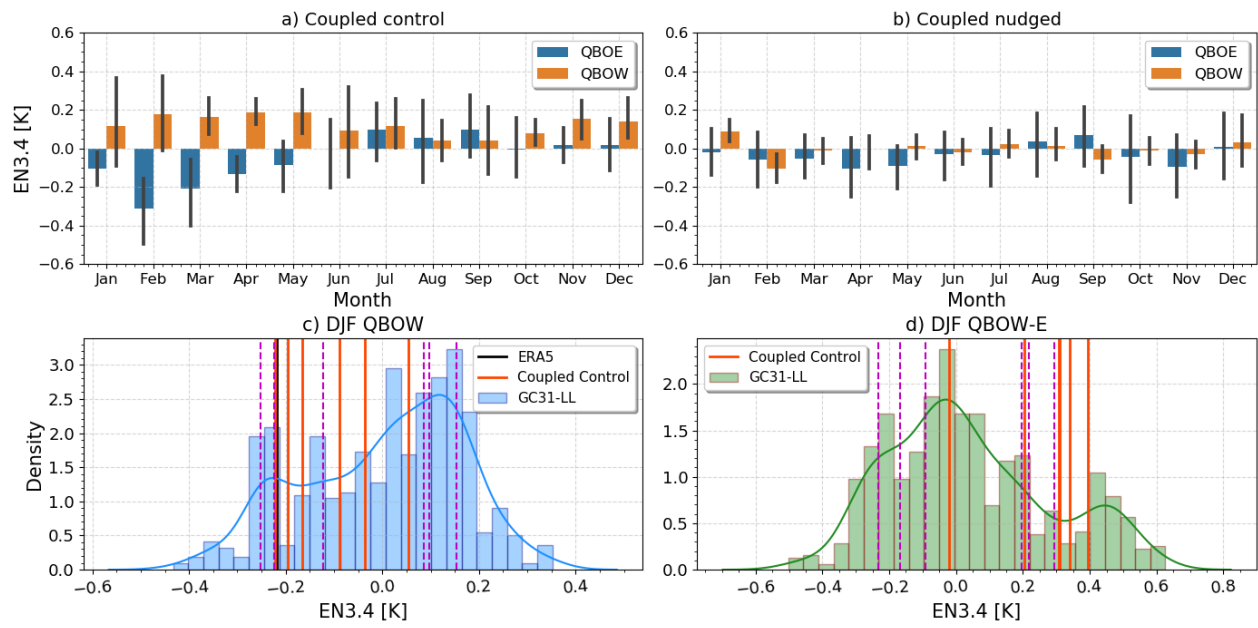 a) Coupled control
0.6
0.4
0.2
0.0
−0.2
−0.4
−0.6
EN3.4 [K]
QBOE
QBOW
Jan Feb Mar Apr May Jun Jul Aug Sep Oct Nov Dec
Month
b) Coupled nudged
0.6
0.4
0.2
0.0
−0.2
−0.4
−0.6
QBOE
QBOW
Jan Feb Mar Apr May Jun Jul Aug Sep Oct Nov Dec
Month
c) DJF QBOW
3.0
2.5
2.0
1.5
1.0
0.5
0.0
Density
ERA5
Coupled Control
GC31-LL
−0.6 −0.4 −0.2 0.0 0.2 0.4
EN3.4 [K]
d) DJF QBOW-E
2.0
1.5
1.0
0.5
0.0
Coupled Control
GC31-LL
−0.6 −0.4 −0.2 0.0 0.2 0.4 0.6 0.8
EN3.4 [K]